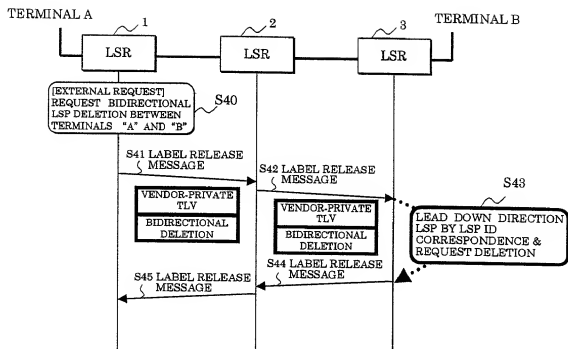 TERMINAL A
TERMINAL B
1
2
3
LSR
LSR
LSR
[EXTERNAL REQUEST]
REQUEST BIDIRECTIONAL
LSP DELETION BETWEEN
TERMINALS "A" AND "B"
S40
S41 LABEL RELEASE
MESSAGE
VENDOR-PRIVATE
TLV
BIDIRECTIONAL
DELETION
S42 LABEL RELEASE
MESSAGE
VENDOR-PRIVATE
TLV
BIDIRECTIONAL
DELETION
S43
LEAD DOWN DIRECTION
LSP BY LSP ID
CORRESPONDENCE &
REQUEST DELETION
S44 LABEL RELEASE
MESSAGE
S45 LABEL RELEASE
MESSAGE